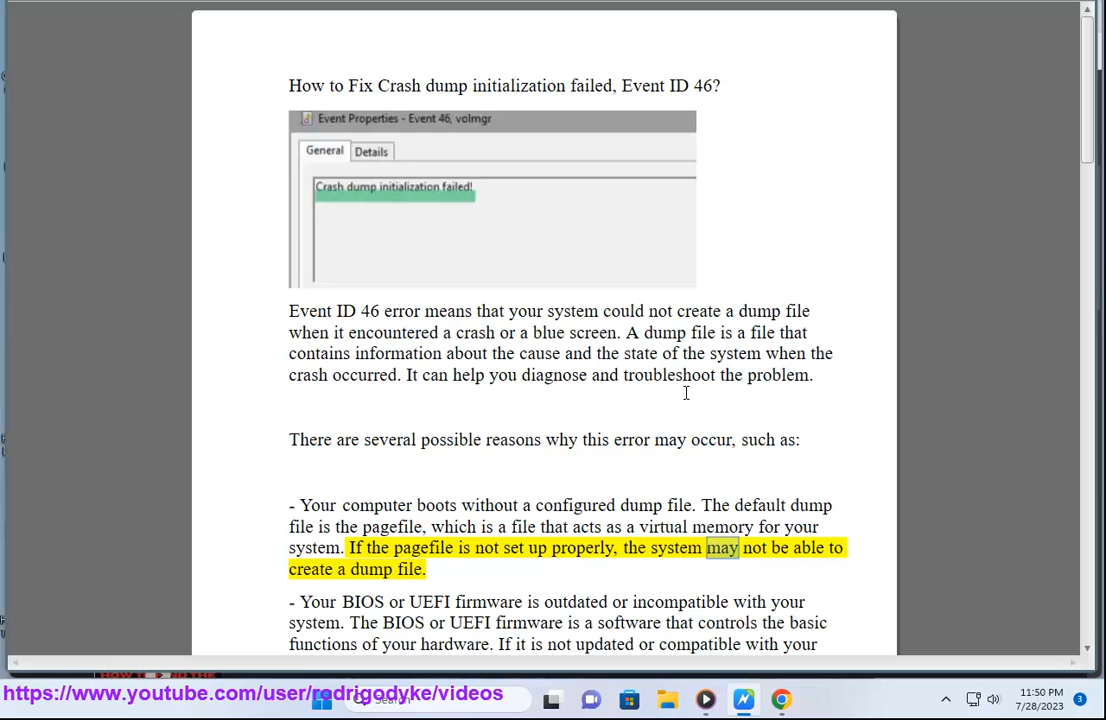 How to Fix Crash dump initialization failed, Event ID 46?
Event Properties - Event 46, volmgr
General Details
Crash dump initialization failed!
Event ID 46 error means that your system could not create a dump file
when it encountered a crash or a blue screen. A dump file is a file that
contains information about the cause and the state of the system when the
crash occurred. It can help you diagnose and troubleshoot the problem.
There are several possible reasons why this error may occur, such as:
- Your computer boots without a configured dump file. The default dump
file is the pagefile, which is a file that acts as a virtual memory for your
system. If the pagefile is not set up properly, the system may not be able to
create a dump file.
- Your BIOS or UEFI firmware is outdated or incompatible with your
system. The BIOS or UEFI firmware is a software that controls the basic
functions of your hardware. If it is not updated or compatible with your
https://www.youtube.com/user/rodrigodyke/videos
Search
11:50 PM
7/28/2023
3